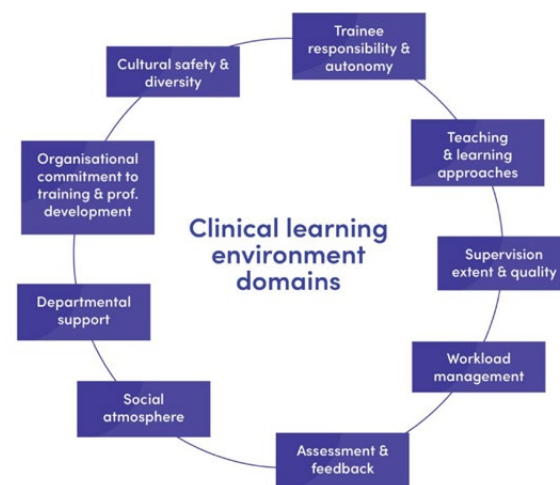 Trainee
responsibility &
autonomy
Cultural safety &
diversity
Teaching
& learning
approaches
Organisational
commitment to
training & prof.
development
Clinical learning
environment
domains
Supervision
extent & quality
Departmental
support
Workload
management
Social
atmosphere
Assessment &
feedback